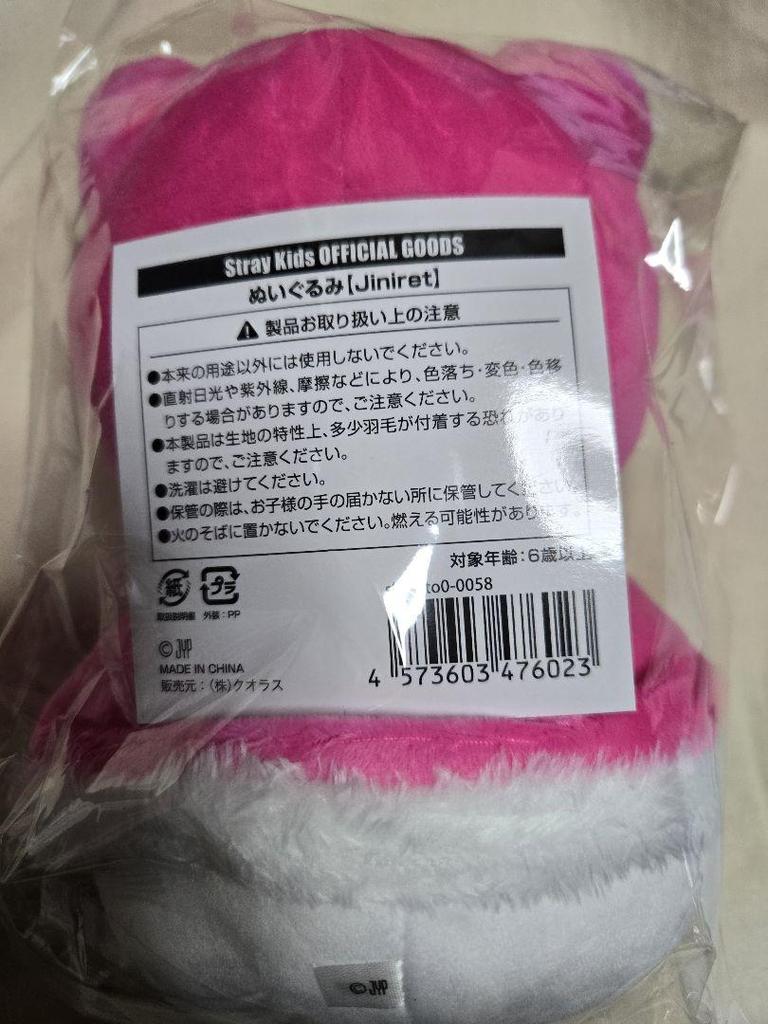 Stray Kids OFFICIAL GOODS
ぬいぐるみ【Jiniret】
製品お取り扱い上の注意
●本来の用途以外には使用しないでください。
●直射日光や紫外線、摩擦などにより、色落ち・変色・色移
りする場合がありますので、ご注意ください。
●本製品は生地の特性上、多少羽毛が付着する恐れがあり
ますので、ご注意ください。
●洗濯は避けてください。
●保管の際は、お子様の手の届かない所に保管してください。
●火のそばに置かないでください。燃える可能性があります。
対象年齢：6歳以上
紙 プラ
取扱説明書 外装：PP
to0-0058
© JYP
MADE IN CHINA
販売元：(株)クオラス
4 573603 476023
© JYP